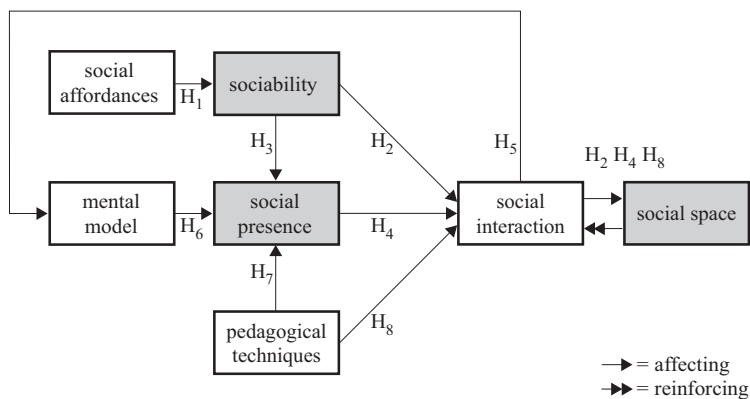 social
affordances
H₁
sociability
H₃
H₂
H₅
H₂ H₄ H₈
mental
model
H₆
social
presence
H₄
social
interaction
social space
H₇
pedagogical
techniques
H₈
= affecting
= reinforcing